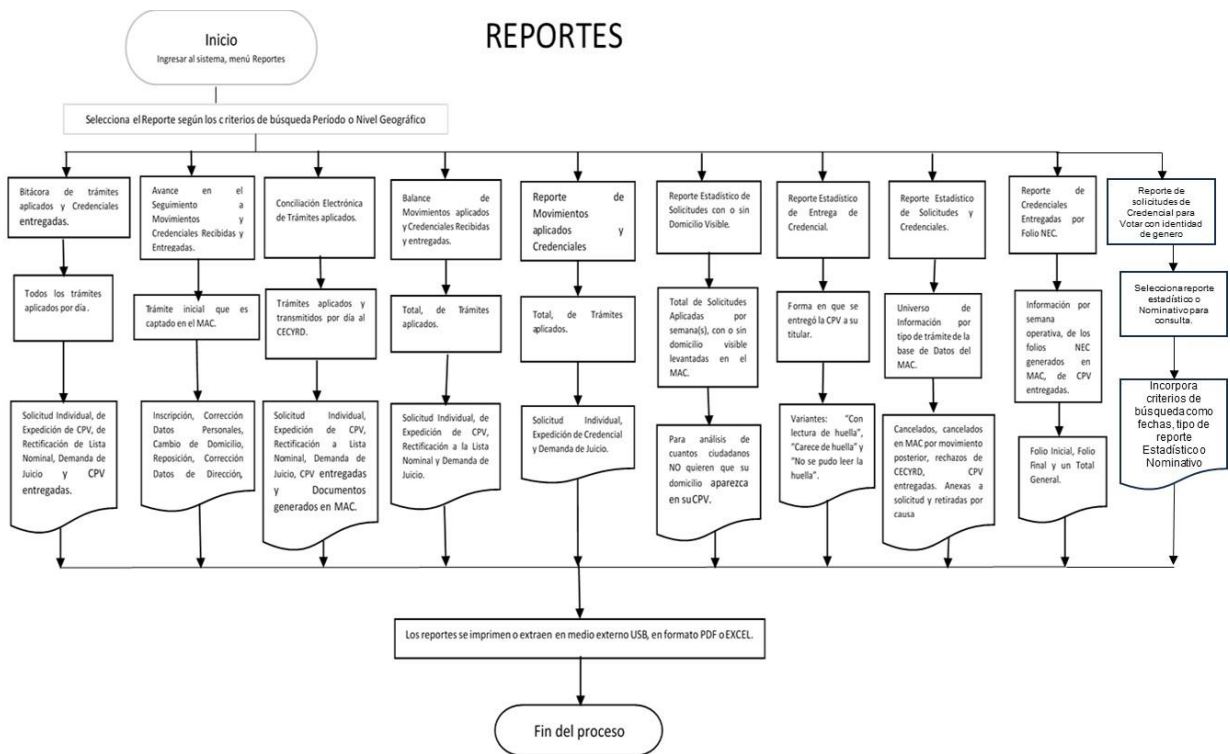 REPORTES
Inicio
Ingresar al sistema, menú Reportes
Selecciona el Reporte según los criterios de búsqueda Período o Nivel Geográfico
Bitácora de trámites
aplicados y Credenciales
entregadas.
Todos los trámites
aplicados por día.
Solicitud Individual, de
Expedición de CPV, de
Rectificación de Lista
Nominal, Demanda de
Juicio y CPV
entregadas.
Avance en el
Seguimiento a
Movimientos y
Credenciales Recibidas y
Entregadas.
Trámite inicial que es
captado en el MAC.
Inscripción, Corrección
Datos Personales,
Cambio de Domicilio,
Reposición, Corrección
Datos de Dirección,
Conciliación Electrónica
de Trámites aplicados.
Trámites aplicados y
transmitidos por día al
CECYRD.
Solicitud Individual,
Expedición de CPV,
Rectificación a Lista
Nominal, Demanda de
Juicio, CPV entregadas
y Documentos
generados en MAC.
Balance de
Movimientos aplicados
y Credenciales Recibidas
y entregadas.
Total, de Trámites
aplicados.
Solicitud Individual, de
Expedición de CPV,
Rectificación a la Lista
Nominal y Demanda de
Juicio.
Reporte de
Movimientos
aplicados y
Credenciales
Total, de Trámites
aplicados.
Solicitud Individual,
Expedición de Credencial
y Demanda de Juicio.
Reporte Estadístico de
Solicitudes con o sin
Domicilio Visible.
Total de Solicitudes
Aplicadas por
semana(s), con o sin
domicilio visible
levantadas en el
MAC.
Para análisis de
cuantos ciudadanos
NO quieren que su
domicilio aparezca
en su CPV.
Reporte Estadístico
de Entrega de
Credencial.
Forma en que se
entregó la CPV a su
titular.
Variantes: "Con
lectura de huella",
"Carece de huella" y
"No se pudo leer la
huella".
Reporte Estadístico
de Solicitudes y
Credenciales.
Universo de
Información por
tipo de trámite de la
base de Datos del
MAC.
Cancelados, cancelados
en MAC por movimiento
posterior, rechazos de
CECYRD, CPV
entregadas. Anexas a
solicitud y retiradas por
causa
Reporte de
Credenciales
Entregadas por
Folio NEC.
Información por
semana
operativa, de los
folios NEC
generados en
MAC, de CPV
entregadas.
Folio Inicial, Folio
Final y un Total
General.
Reporte de
solicitudes de
Credencial para
Votar con identidad
de genero
Selecciona reporte
estadístico o
Nominativo para
consulta.
Incorpora
criterios de
búsqueda como
fechas, tipo de
reporte
Estadístico o
Nominativo
Los reportes se imprimen o extraen en medio externo USB, en formato PDF o EXCEL.
Fin del proceso